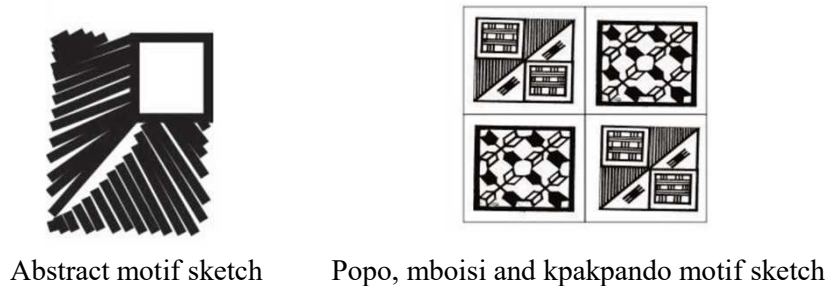 Abstract motif sketch
Popo, mboisi and kpakpando motif sketch